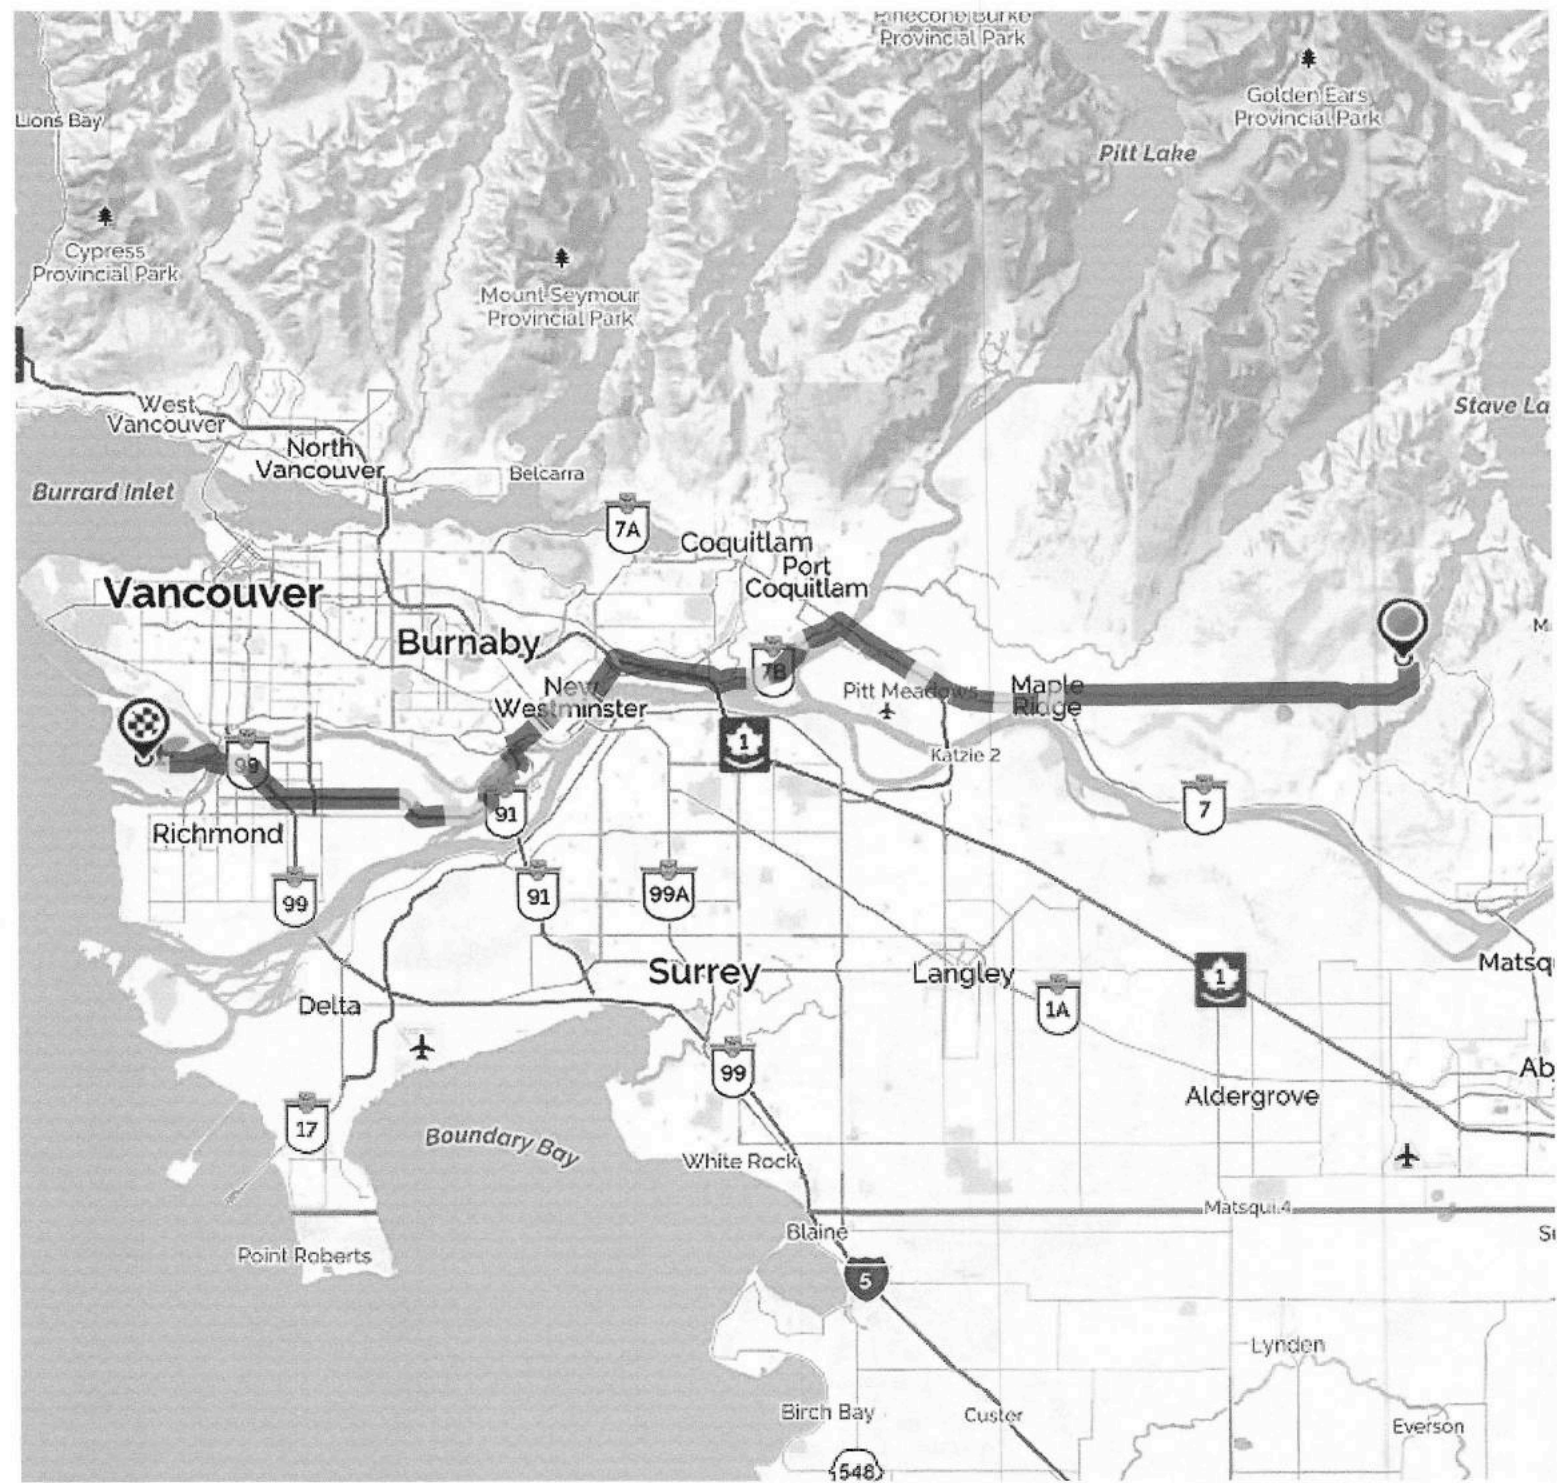 Pinecone Burke
Provincial Park
Golden Ears
Provincial Park
Lions Bay
Pitt Lake
Cypress
Provincial Park
Mount Seymour
Provincial Park
West
Vancouver
Stave La
North
Vancouver
Belcarra
Burrard Inlet
7A
Coquitlam
Port
Coquitlam
Vancouver
Burnaby
7B
New
Westminster
Pitt Meadows
Maple
Ridge
M
1
Katzie 2
99
91
7
Richmond
99
91
99A
Surrey
Langley
Matsq
1
1A
Delta
99
Ab
Aldergrove
17
Boundary Bay
White Rock
Matsqui 4
Blaine
Point Roberts
5
Lynden
Birch Bay
Custer
Everson
548